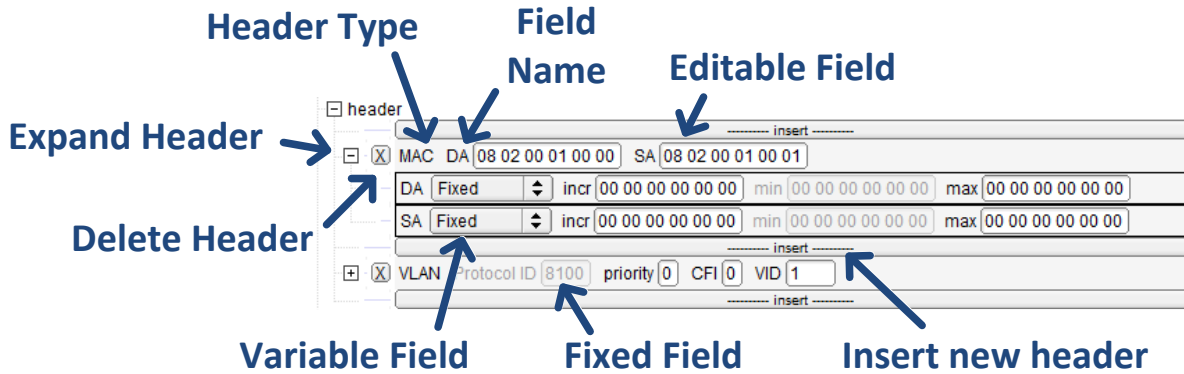 Header Type
Field
Name
Editable Field
Expand Header
header
---------- insert ----------
X MAC DA 08 02 00 01 00 00 SA 08 02 00 01 00 01
DA Fixed incr 00 00 00 00 00 00 min 00 00 00 00 00 00 max 00 00 00 00 00 00
SA Fixed incr 00 00 00 00 00 00 min 00 00 00 00 00 00 max 00 00 00 00 00 00
Delete Header
---------- insert ----------
X VLAN Protocol ID 8100 priority 0 CFI 0 VID 1
---------- insert ----------
Variable Field
Fixed Field
Insert new header